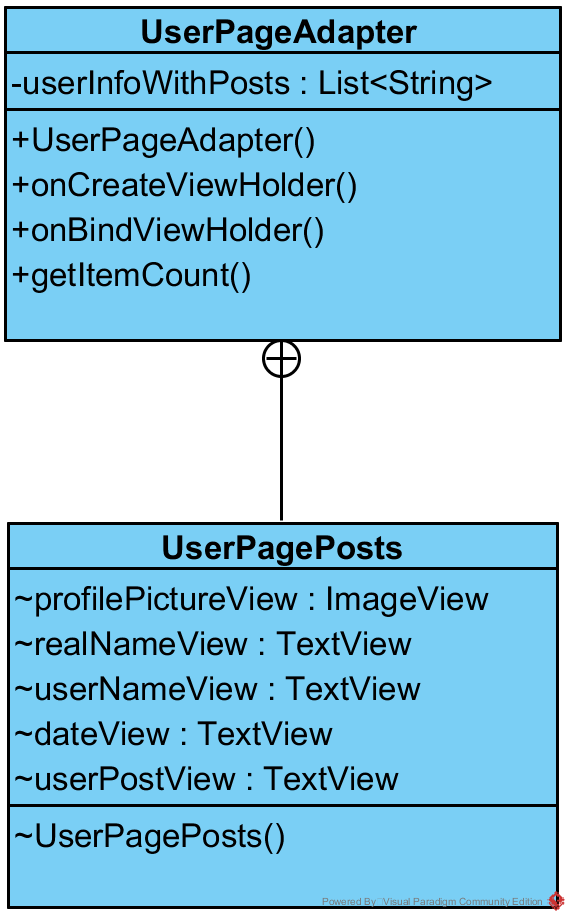 UserPageAdapter
-userInfoWithPosts : List<String>
+UserPageAdapter()
+onCreateViewHolder()
+onBindViewHolder()
+getItemCount()
UserPagePosts
~profilePictureView : ImageView
~realNameView : TextView
~userNameView : TextView
~dateView : TextView
~userPostView : TextView
~UserPagePosts()
Powered By Visual Paradigm Community Edition